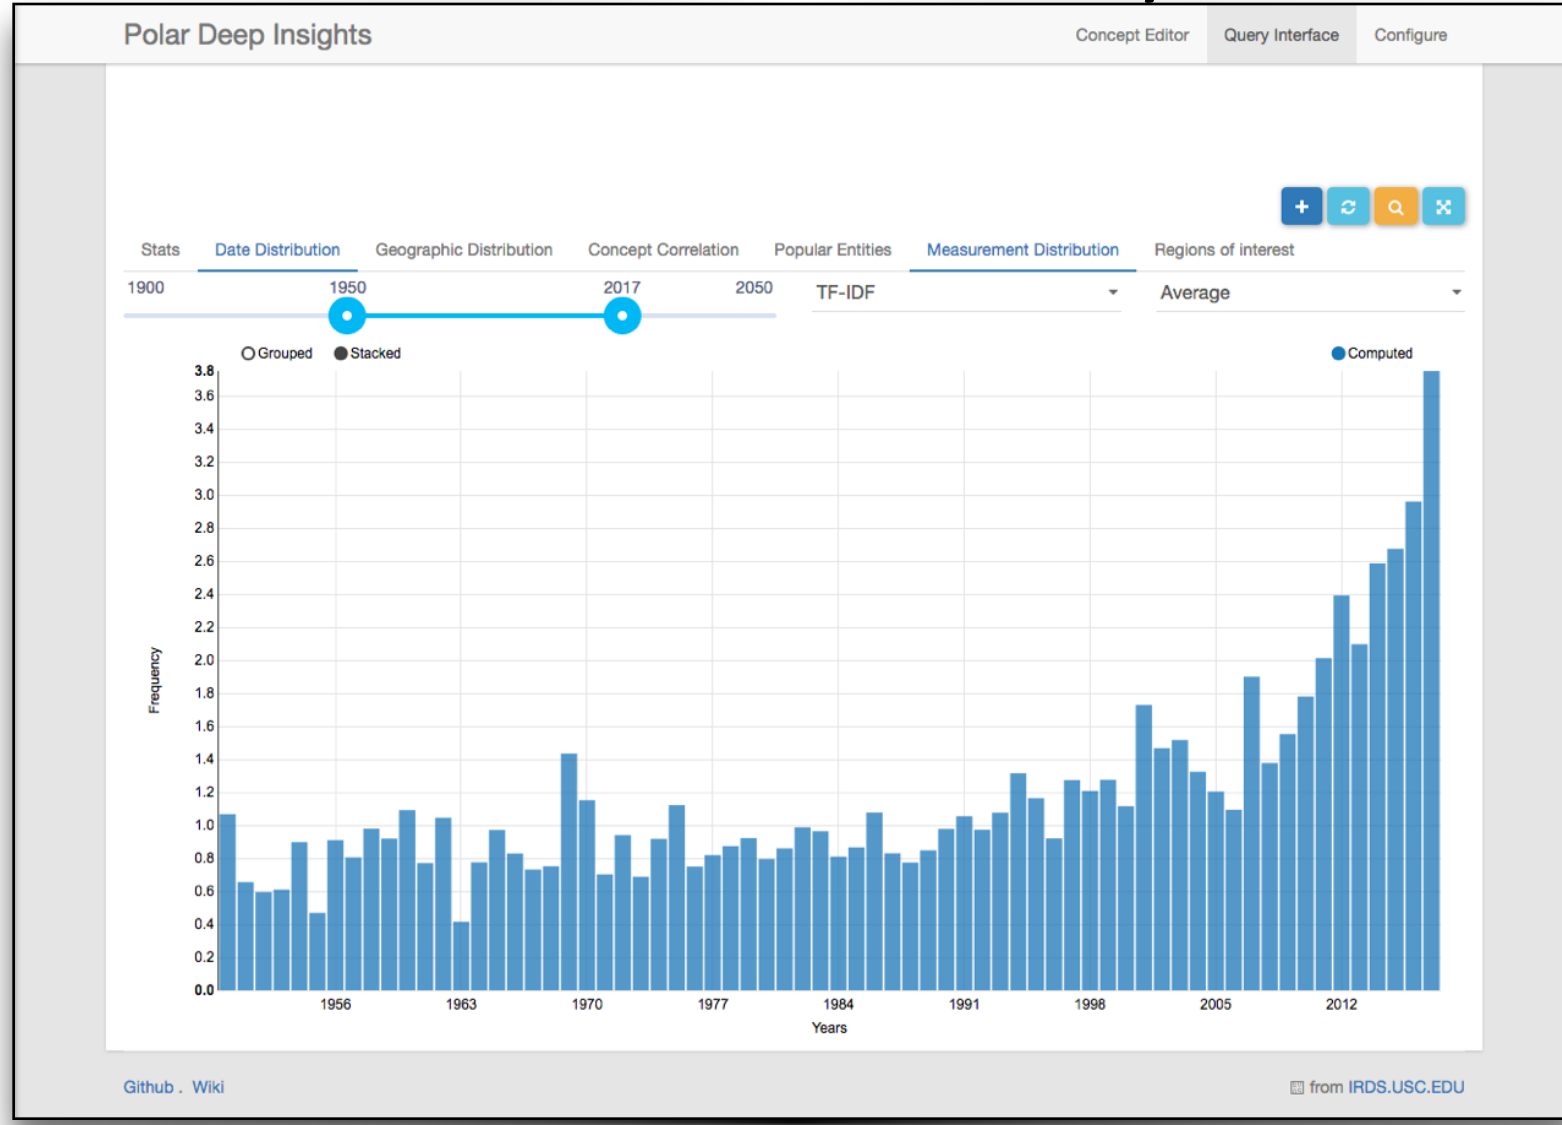 Polar Deep Insights Concept Editor Query Interface Configure
Stats Date Distribution Geographic Distribution Concept Correlation Popular Entities Measurement Distribution Regions of interest
1900 1950 2017 2050 TF-IDF Average
Grouped Stacked Computed
3.8
3.6
3.4
3.2
3.0
2.8
2.6
2.4
2.2
2.0
1.8
1.6
1.4
1.2
1.0
0.8
0.6
0.4
0.2
0.0
Frequency
1956 1963 1970 1977 1984 1991 1998 2005 2012
Years
Github . Wiki from IRDS.USC.EDU